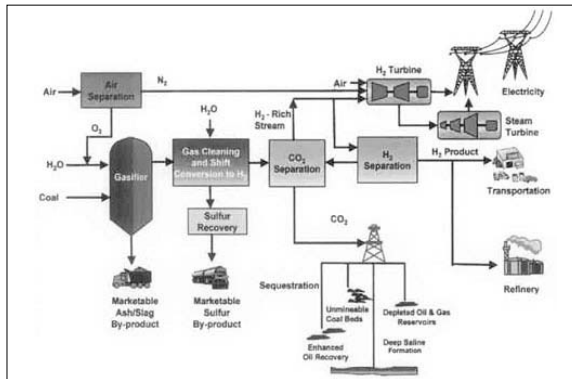 H2 Turbine
Air
Air
Air
Separation
N2
Electricity
H2O
H2 - Rich
Stream
Steam
Turbine
O2
H2O
Gas Cleaning
and Shift
Conversion to H2
CO2
Separation
H2
Separation
H2 Product
Gasifier
Transportation
Coal
Sulfur
Recovery
CO2
Sequestration
Unmineable
Coal Beds
Depleted Oil & Gas
Reservoirs
Refinery
Marketable
Ash/Slag
By-product
Marketable
Sulfur
By-product
Enhanced
Oil Recovery
Deep Saline
Formation